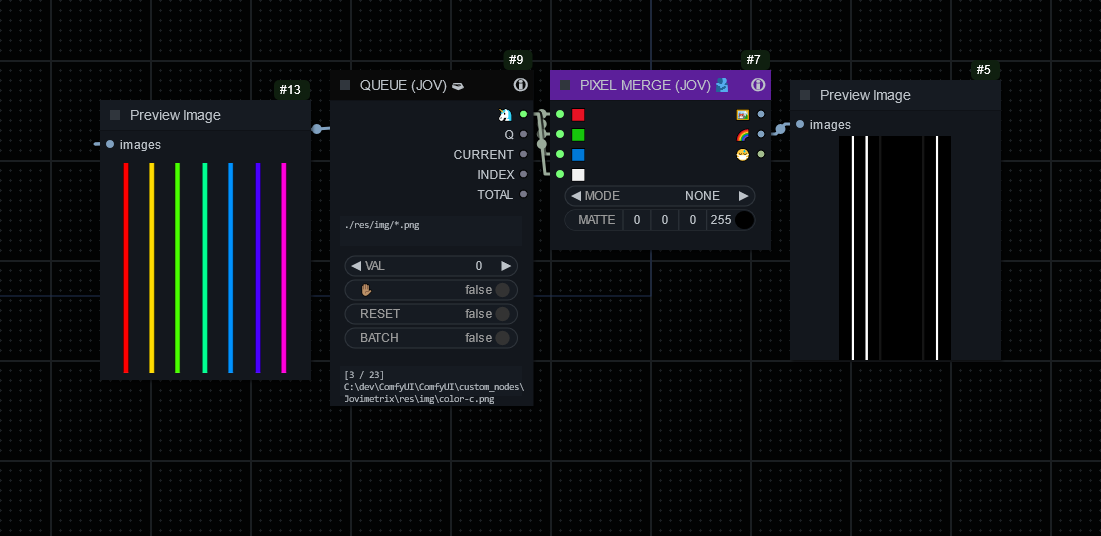 #13
Preview Image
images
#9
QUEUE (JOV)
Q
CURRENT
INDEX
TOTAL
./res/img/*.png
VAL 0
false
RESET false
BATCH false
[3 / 23]
C:\dev\ComfyUI\ComfyUI\custom_nodes\
Jovimetrix\res\img\color-c.png
#7
PIXEL MERGE (JOV)
MODE NONE
MATTE 0 0 0 255
#5
Preview Image
images